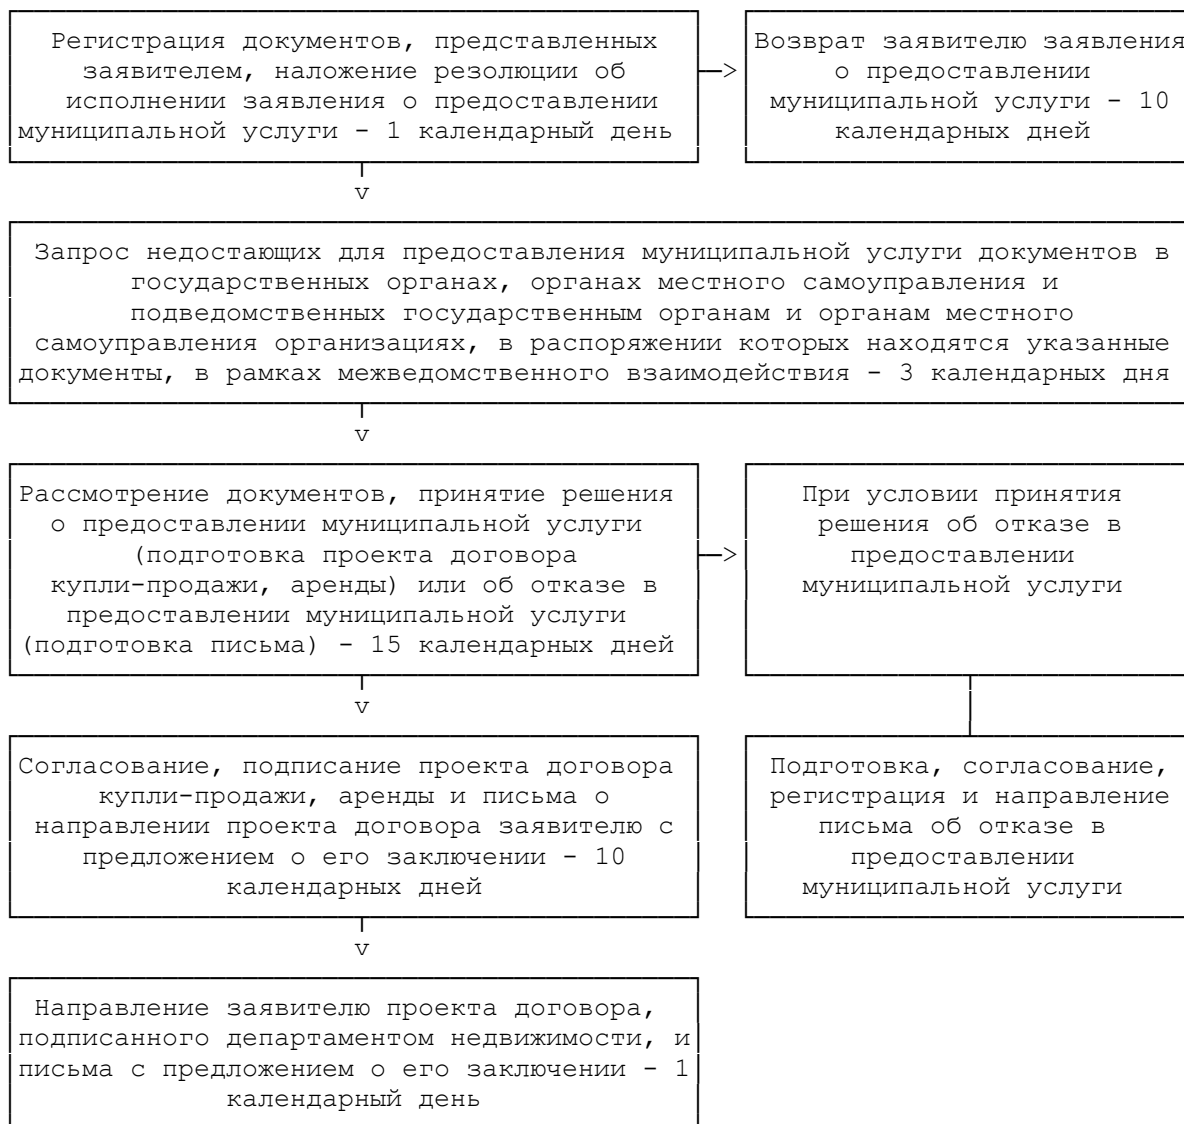 Регистрация документов, представленных
заявителем, наложение резолюции об
исполнении заявления о предоставлении
муниципальной услуги - 1 календарный день
Возврат заявителю заявления
о предоставлении
муниципальной услуги - 10
календарных дней
Запрос недостающих для предоставления муниципальной услуги документов в
государственных органах, органах местного самоуправления и
подведомственных государственным органам и органам местного
самоуправления организациях, в распоряжении которых находятся указанные
документы, в рамках межведомственного взаимодействия - 3 календарных дня
Рассмотрение документов, принятие решения
о предоставлении муниципальной услуги
(подготовка проекта договора
купли-продажи, аренды) или об отказе в
предоставлении муниципальной услуги
(подготовка письма) - 15 календарных дней
При условии принятия
решения об отказе в
предоставлении
муниципальной услуги
Согласование, подписание проекта договора
купли-продажи, аренды и письма о
направлении проекта договора заявителю с
предложением о его заключении - 10
календарных дней
Подготовка, согласование,
регистрация и направление
письма об отказе в
предоставлении
муниципальной услуги
Направление заявителю проекта договора,
подписанного департаментом недвижимости, и
письма с предложением о его заключении - 1
календарный день